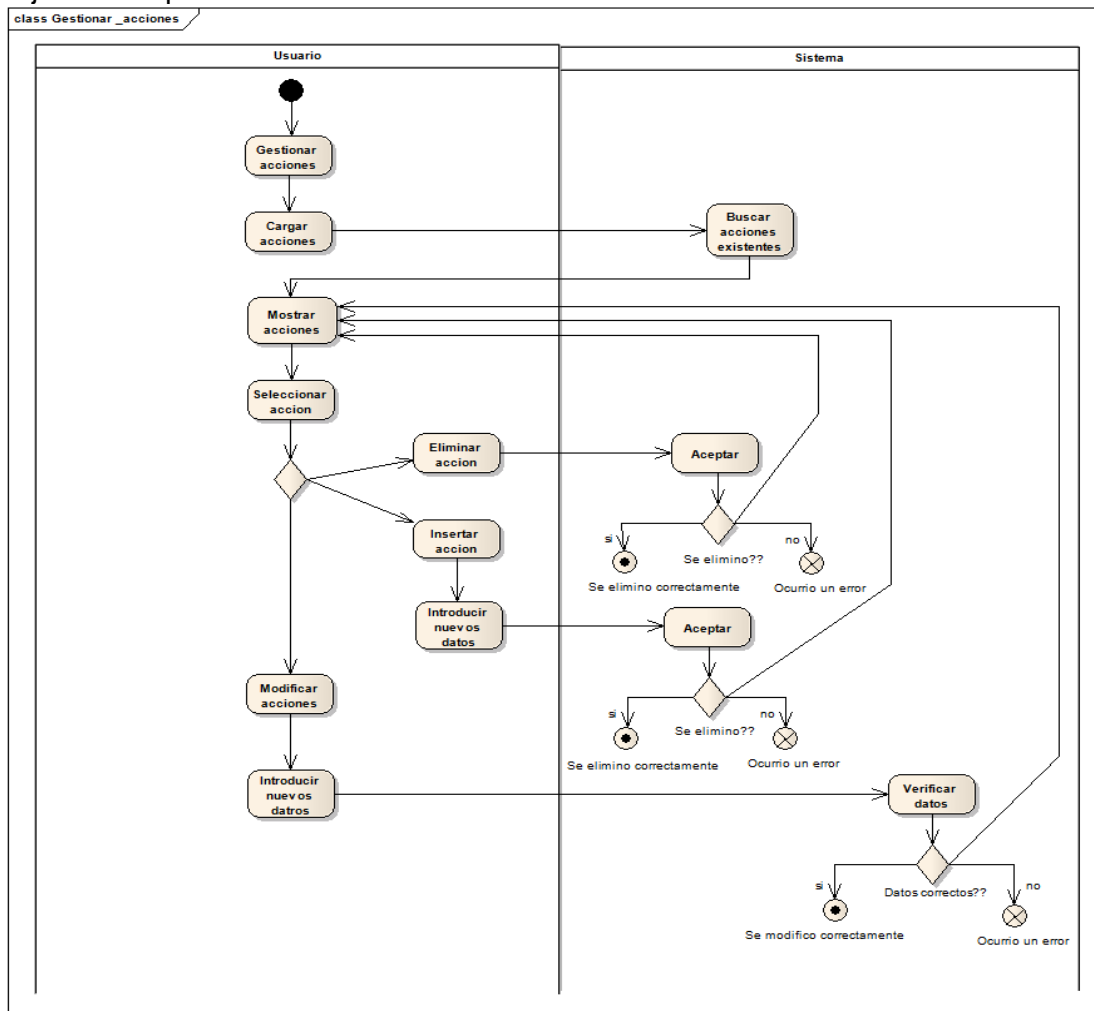 class Gestionar _acciones
Usuario
Sistema
Gestionar
acciones
Cargar
acciones
Buscar
acciones
existentes
Mostrar
acciones
Seleccionar
accion
Eliminar
accion
Aceptar
Insertar
accion
si
Se elimino??
no
Se elimino correctamente
Ocurrio un error
Introducir
nuevos
datos
Aceptar
Modificar
acciones
si
Se elimino??
no
Se elimino correctamente
Ocurrio un error
Introducir
nuevos
datros
Verificar
datos
si
Datos correctos??
no
Se modifico correctamente
Ocurrio un error